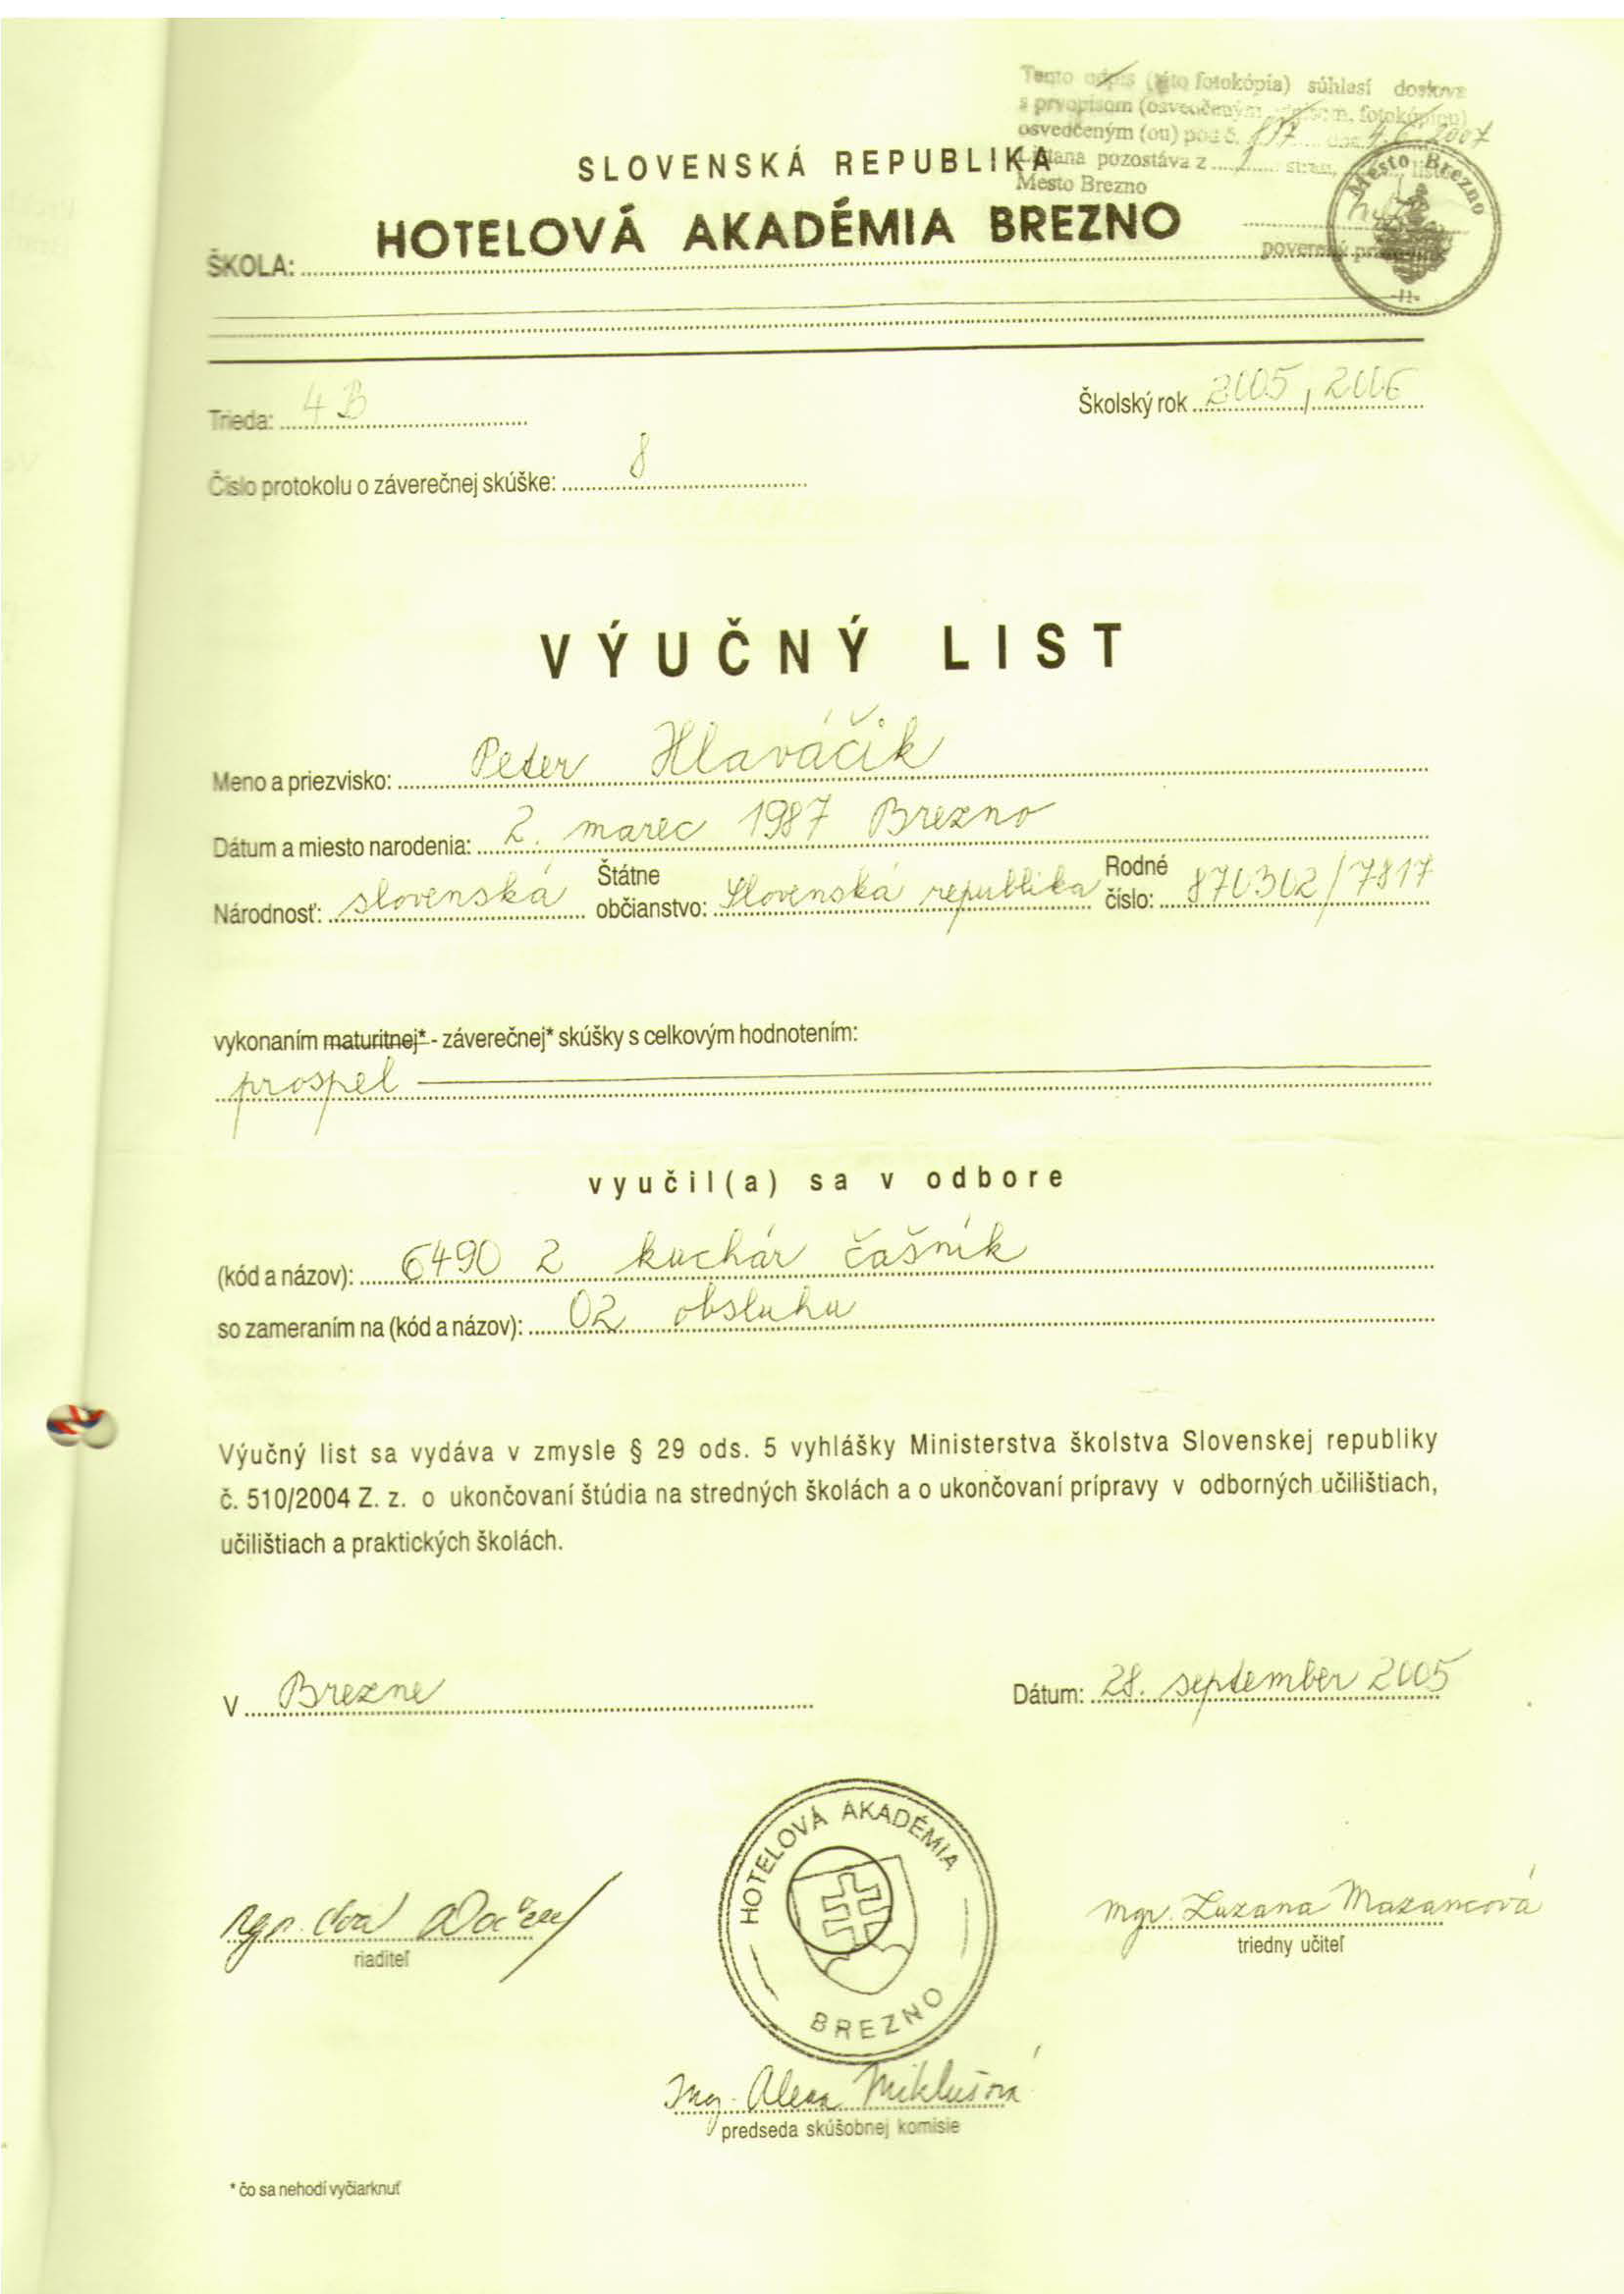 Tento odpis (táto fotokópia) súhlasí doslovne
s prvopisom (osvedčeným odpisom, fotokópiou)
osvedčeným (ou) pod č. 817 dňa 4.6.2007
Listina pozostáva z 1 strán, listov
Mesto Brezno
poverený pracovník
Mesto Brezno
-11-
SLOVENSKÁ REPUBLIKA
ŠKOLA: HOTELOVÁ AKADÉMIA BREZNO
Trieda: 4 B
Školský rok 2005/2006
Číslo protokolu o záverečnej skúške: 8
VÝUČNÝ LIST
Meno a priezvisko: Peter Hlaváčik
Dátum a miesto narodenia: 2. marec 1987 Brezno
Národnosť: slovenská Štátne občianstvo: Slovenská republika Rodné číslo: 870302/7817
vykonaním maturitnej* - záverečnej* skúšky s celkovým hodnotením:
prospel
vyučil(a) sa v odbore
(kód a názov): 6490 2 kuchár čašník
so zameraním na (kód a názov): 02 obsluha
Výučný list sa vydáva v zmysle § 29 ods. 5 vyhlášky Ministerstva školstva Slovenskej republiky
č. 510/2004 Z. z. o ukončovaní štúdia na stredných školách a o ukončovaní prípravy v odborných učilištiach,
učilištiach a praktických školách.
V Brezne
Dátum: 28. september 2005
HOTELOVÁ AKADÉMIA
BREZNO
riaditeľ
Mgr. Zuzana Mazancová
triedny učiteľ
Ing. Alena Miklušová
predseda skúšobnej komisie
* čo sa nehodí vyčiarknuť